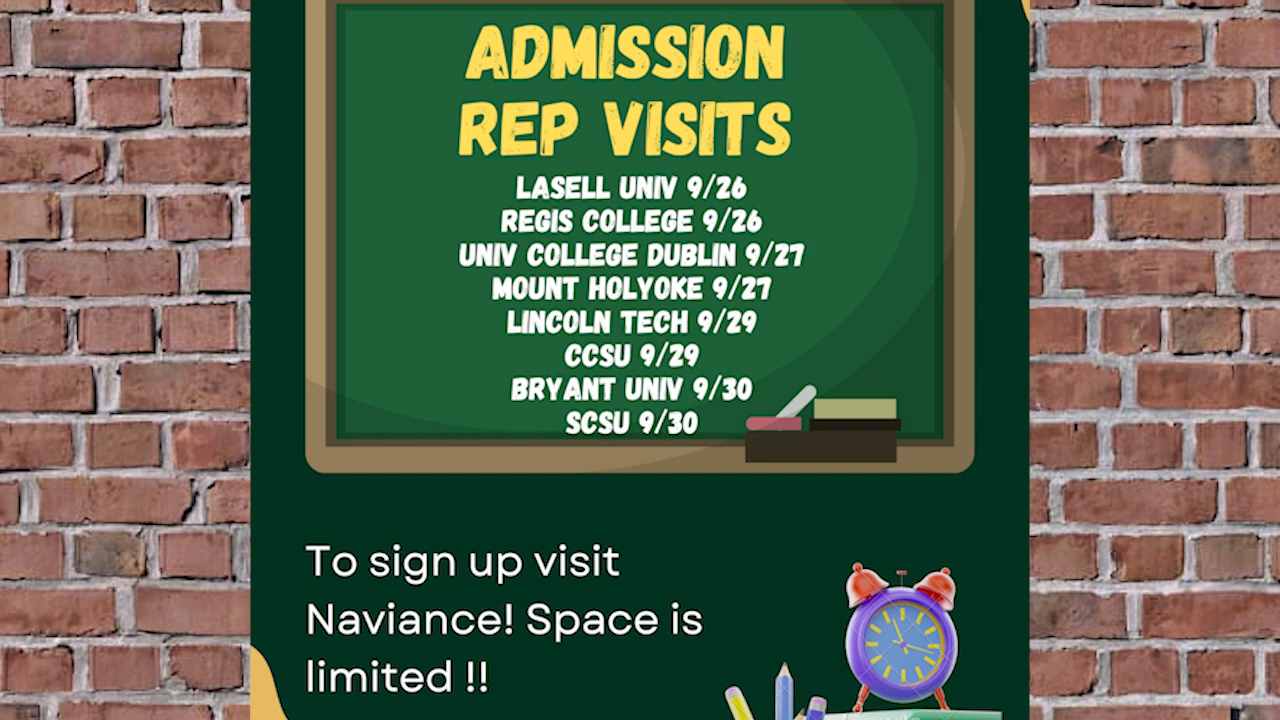 ADMISSION
REP VISITS
LASELL UNIV 9/26
REGIS COLLEGE 9/26
UNIV COLLEGE DUBLIN 9/27
MOUNT HOLYOKE 9/27
LINCOLN TECH 9/29
CCSU 9/29
BRYANT UNIV 9/30
SCSU 9/30
To sign up visit
Naviance! Space is
limited !!